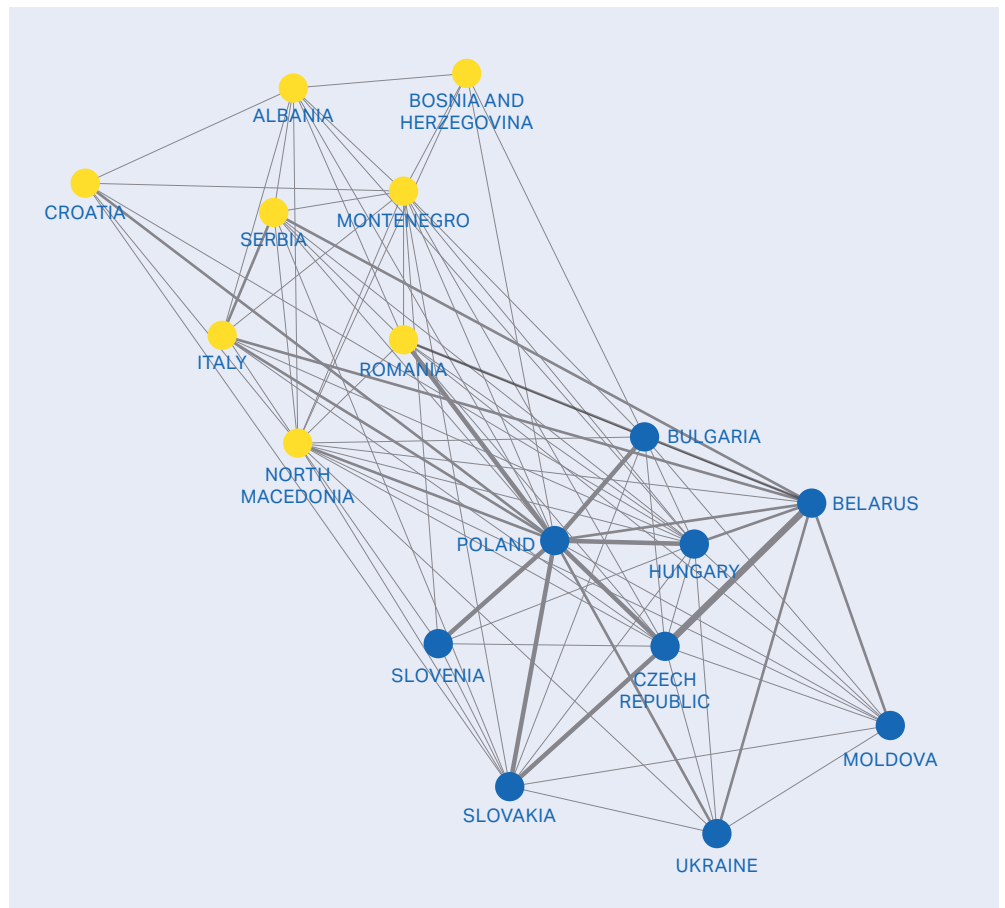 ALBANIA
BOSNIA AND
HERZEGOVINA
CROATIA
MONTENEGRO
SERBIA
ITALY
ROMANIA
BULGARIA
NORTH
MACEDONIA
BELARUS
POLAND
HUNGARY
SLOVENIA
CZECH
REPUBLIC
MOLDOVA
SLOVAKIA
UKRAINE